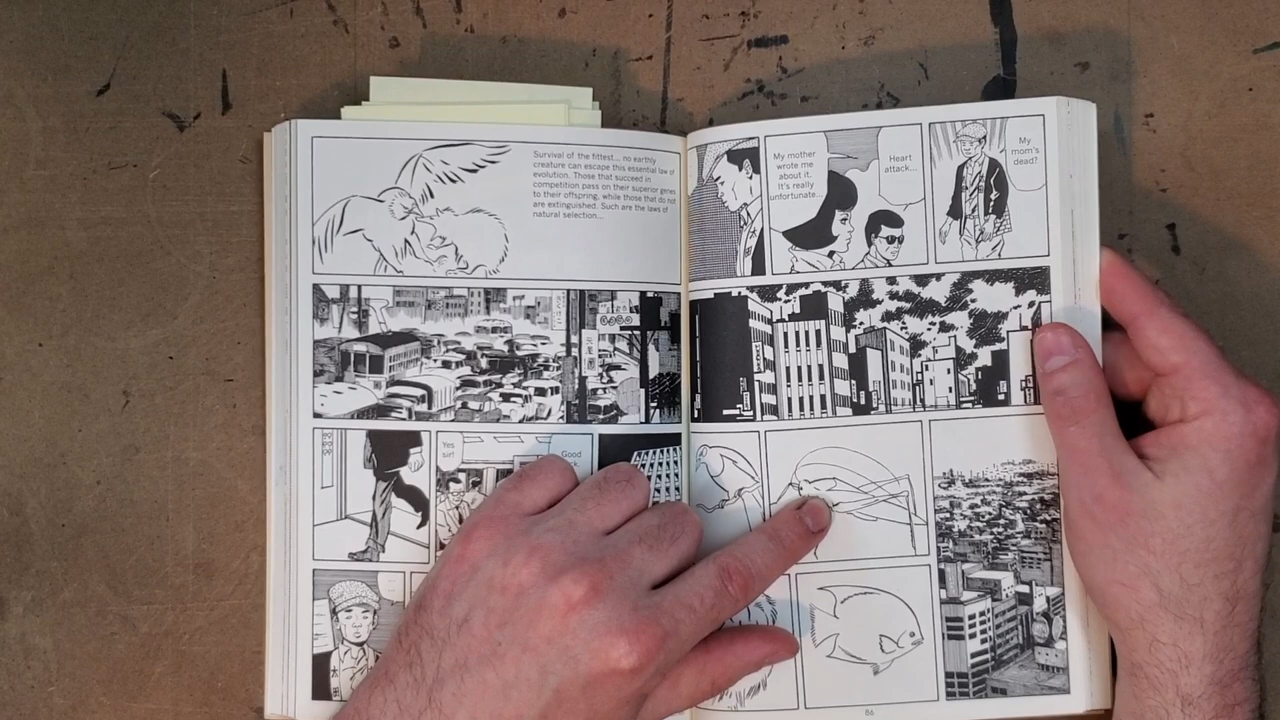 Survival of the fittest... no earthly
creature can escape this essential law of
evolution. Those that succeed in
competition pass on their superior genes
to their offspring, while those that do not
are extinguished. Such are the laws of
natural selection...
Yes
sir!
Good
太
田
My mother
wrote me
about it.
It's really
unfortunate...
Heart
attack...
My
mom's
dead?
86